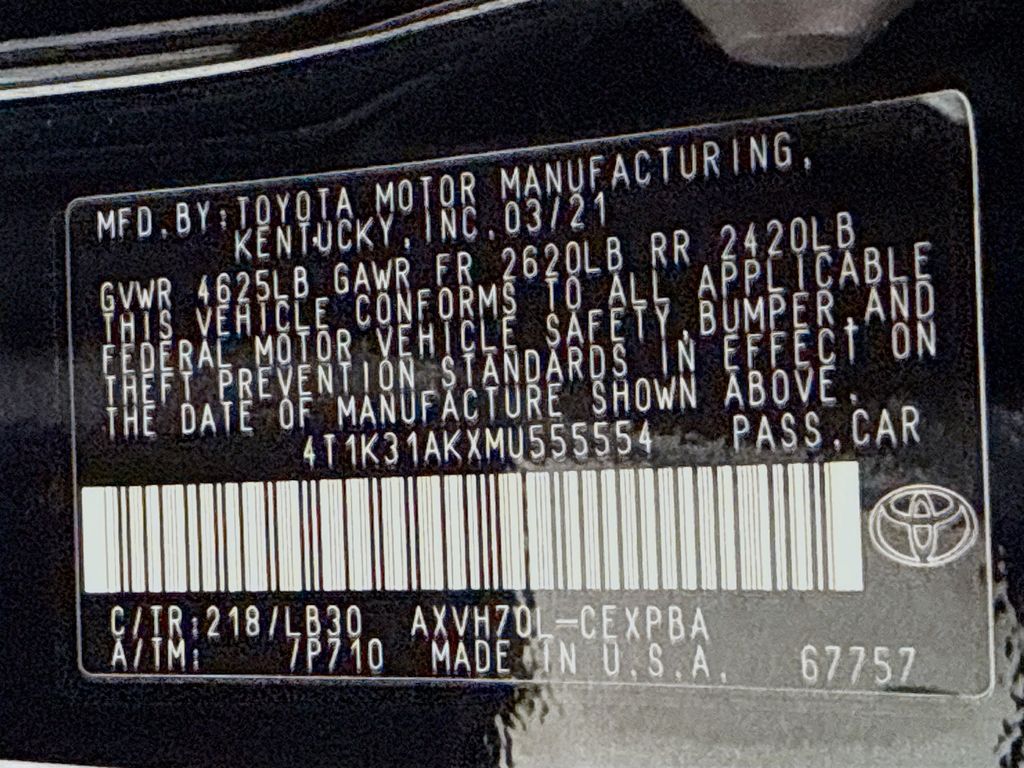 MFD.BY:TOYOTA MOTOR MANUFACTURING,
KENTUCKY,INC.03/21
GVWR 4625LB GAWR FR 2620LB RR 2420LB
THIS VEHICLE CONFORMS TO ALL APPLICABLE
FEDERAL MOTOR VEHICLE SAFETY,BUMPER,AND
THEFT PREVENTION STANDARDS IN EFFECT ON
THE DATE OF MANUFACTURE SHOWN ABOVE.
4T1K31AKXMU555554 PASS.CAR
C/TR:218/LB30 AXVH70L-CEXPBA
A/TM: /P710 MADE IN U.S.A. 67757